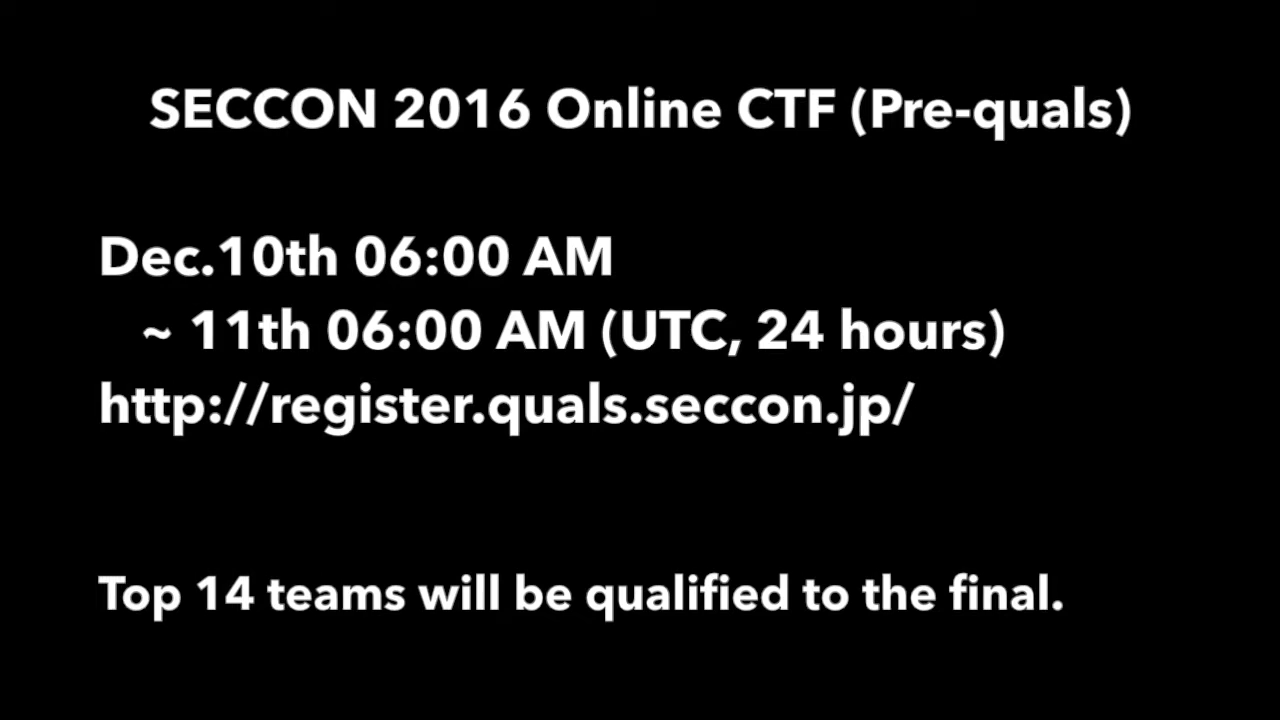 SECCON 2016 Online CTF (Pre-quals)
Dec.10th 06:00 AM
~ 11th 06:00 AM (UTC, 24 hours)
http://register.quals.seccon.jp/
Top 14 teams will be qualified to the final.